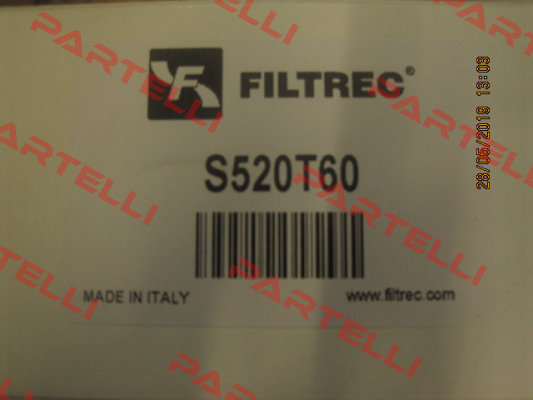 FILTREC®
S520T60
MADE IN ITALY
www.filtrec.com
28/05/2019 13:03
PARTELLI
PARTELLI
PARTELLI
PARTELLI
PARTELLI
PARTELLI